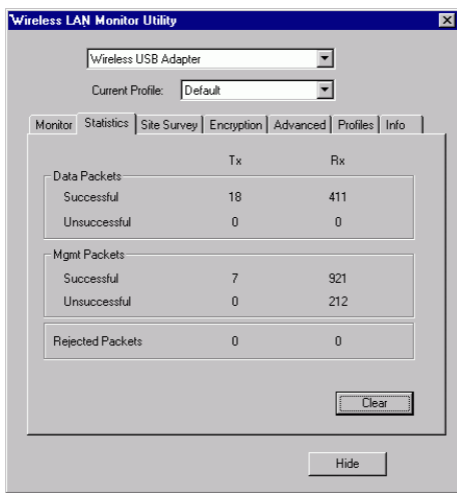 Wireless LAN Monitor Utility
Wireless USB Adapter
Current Profile: Default
Monitor Statistics Site Survey Encryption Advanced Profiles Info
Tx Rx
Data Packets
Successful 18 411
Unsuccessful 0 0
Mgmt Packets
Successful 7 921
Unsuccessful 0 212
Rejected Packets 0 0
Clear
Hide